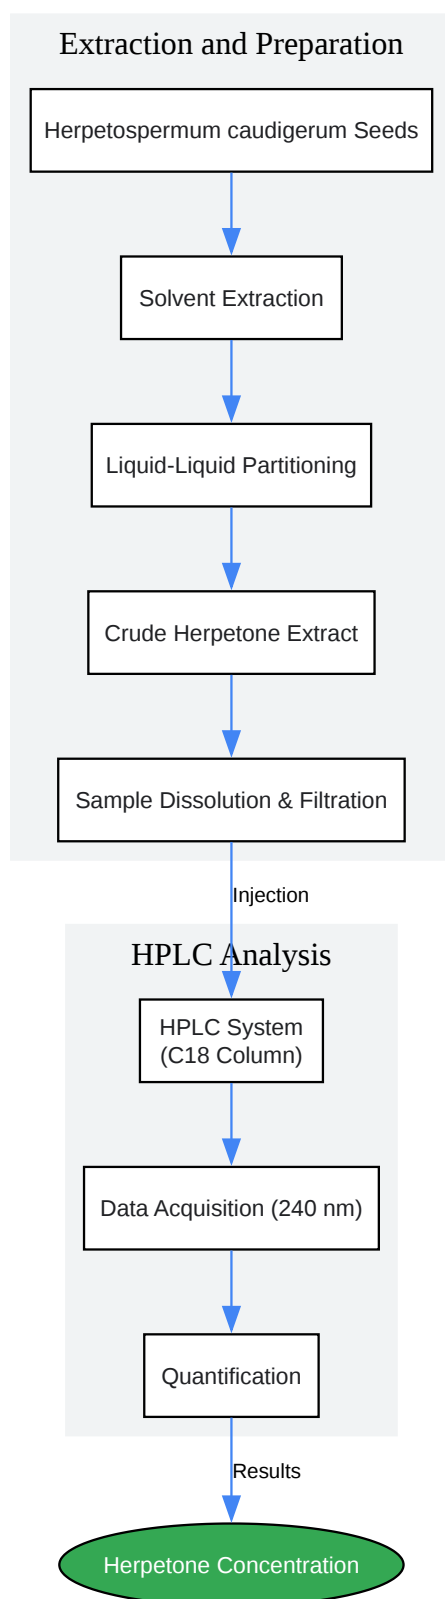 Extraction and Preparation
Herpetospermum caudigerum Seeds
Solvent Extraction
Liquid-Liquid Partitioning
Crude Herpetone Extract
Sample Dissolution & Filtration
Injection
HPLC Analysis
HPLC System
(C18 Column)
Data Acquisition (240 nm)
Quantification
Results
Herpetone Concentration